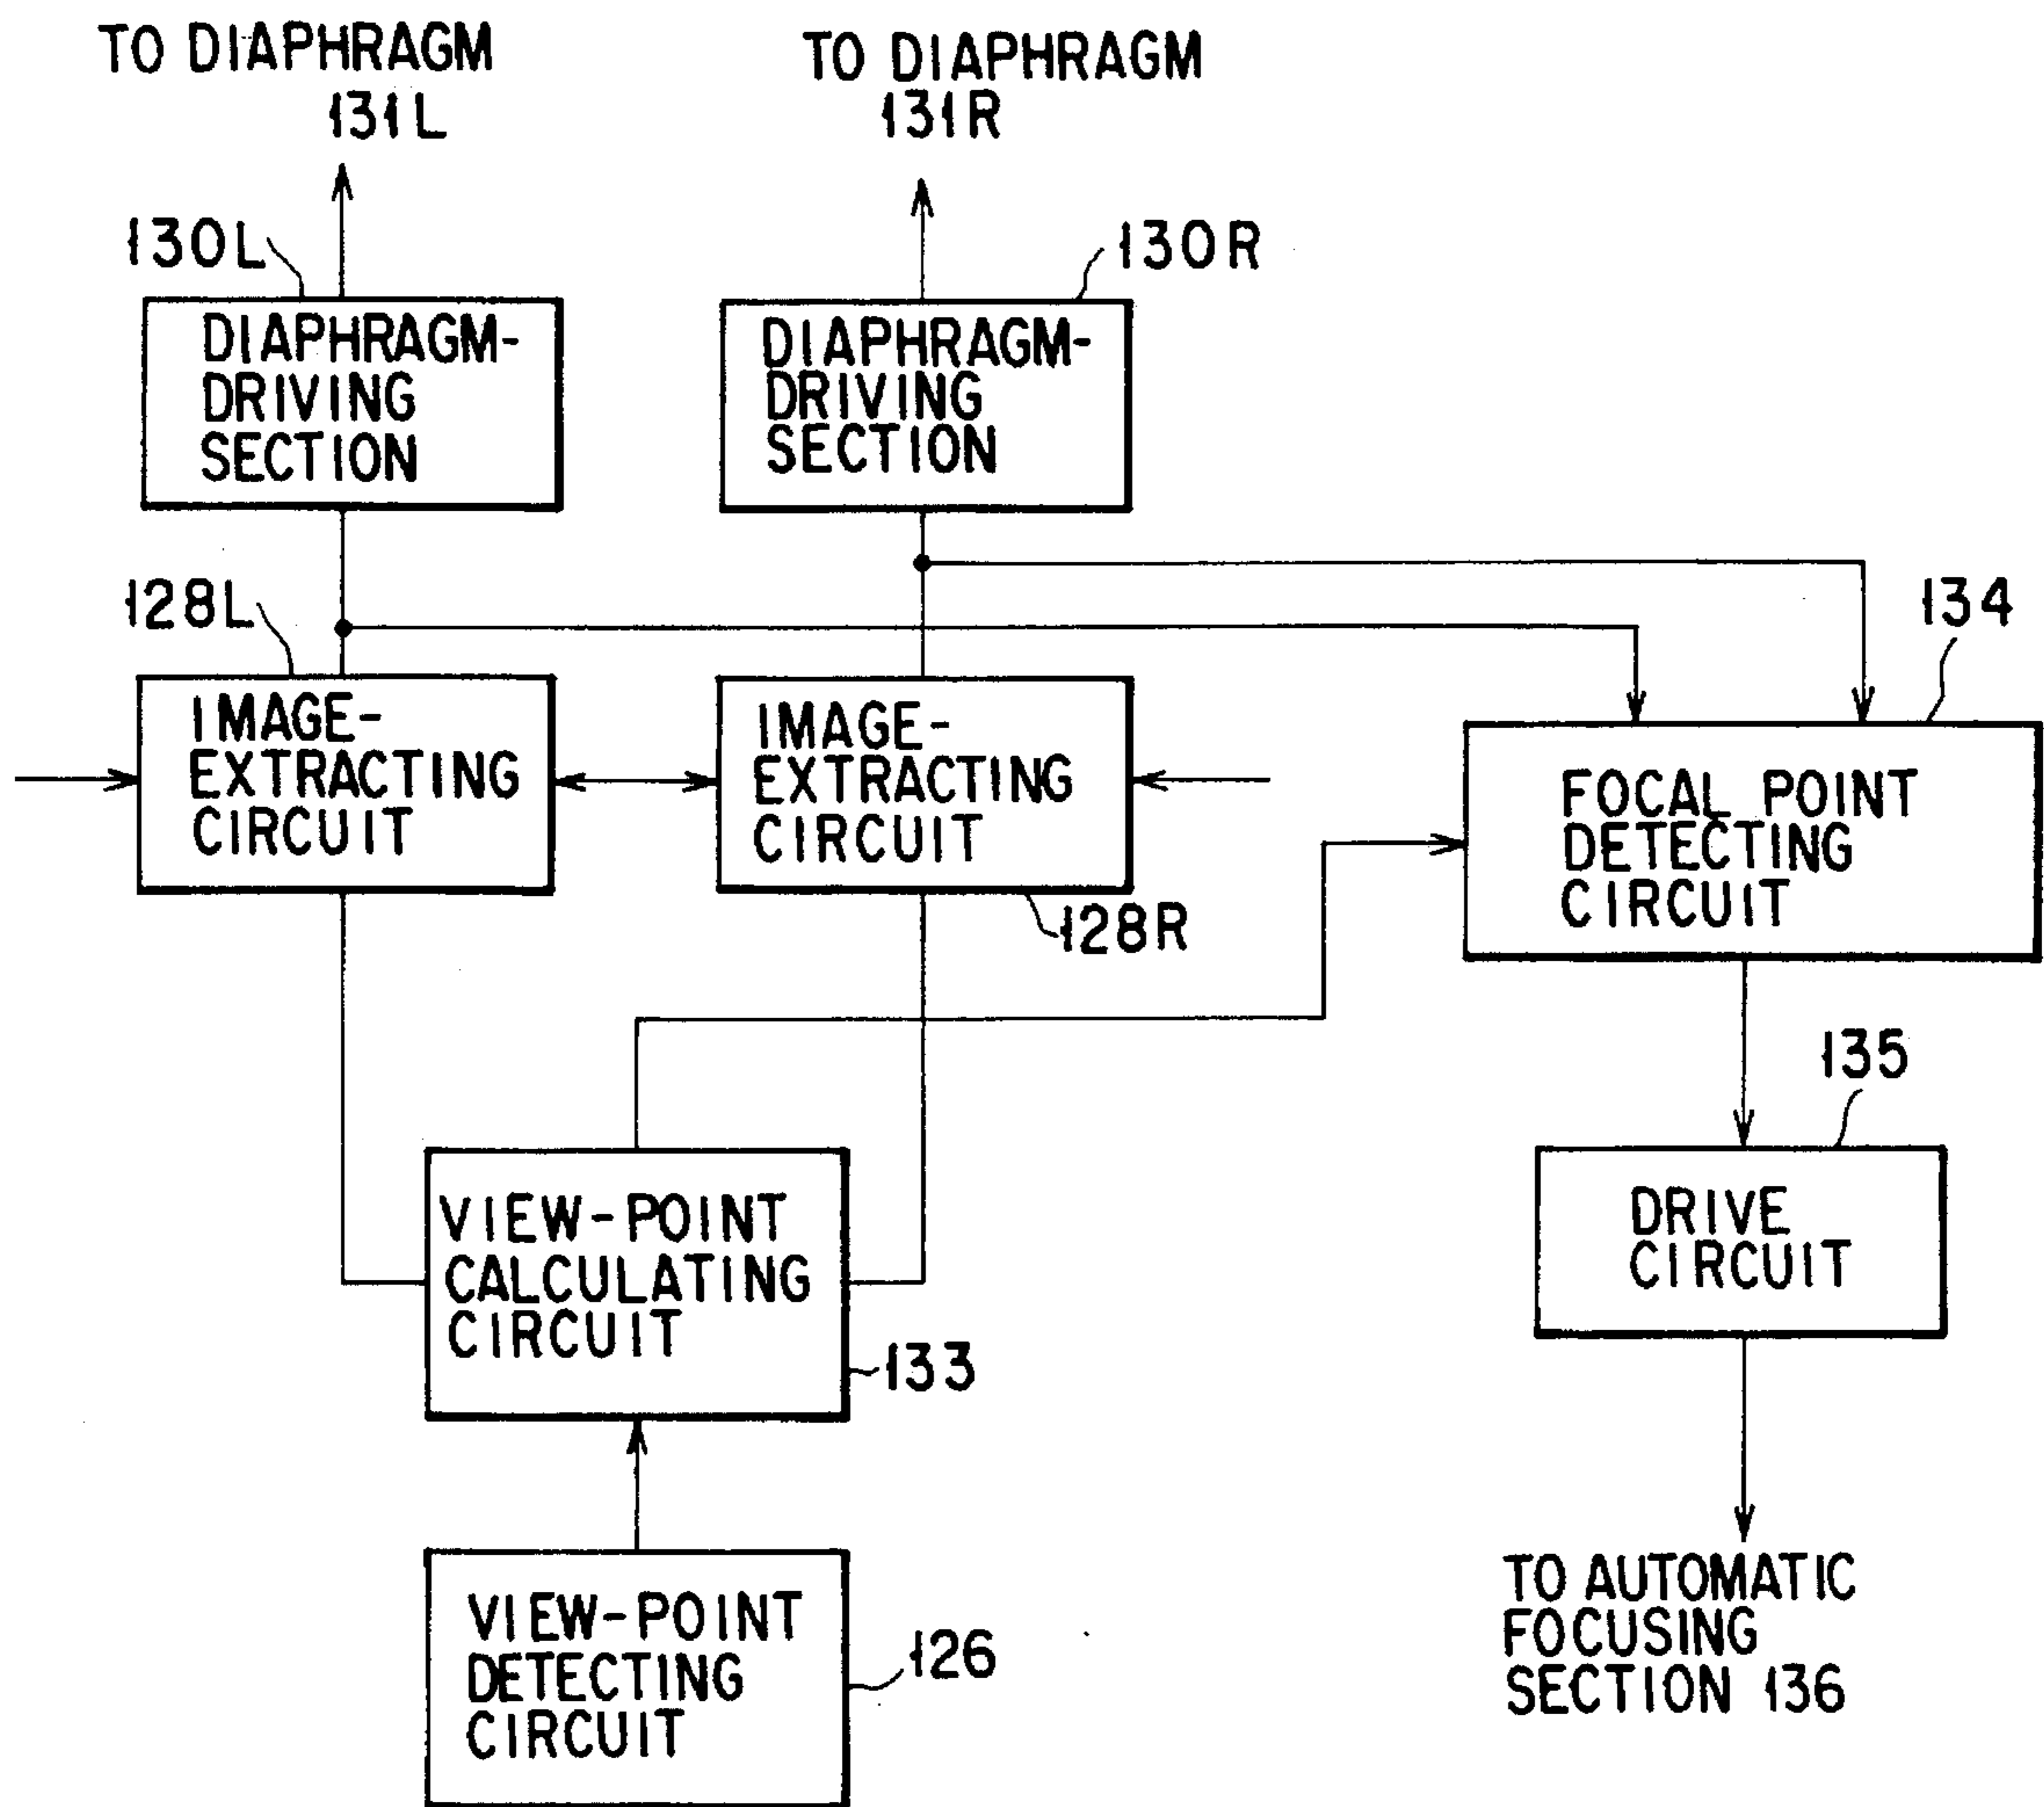 TO DIAPHRAGM
131L
TO DIAPHRAGM
131R
130L
130R
DIAPHRAGM-
DRIVING
SECTION
DIAPHRAGM-
DRIVING
SECTION
128L
134
IMAGE-
EXTRACTING
CIRCUIT
IMAGE-
EXTRACTING
CIRCUIT
FOCAL POINT
DETECTING
CIRCUIT
128R
135
VIEW-POINT
CALCULATING
CIRCUIT
DRIVE
CIRCUIT
133
TO AUTOMATIC
FOCUSING
SECTION 136
VIEW-POINT
DETECTING
CIRCUIT
126